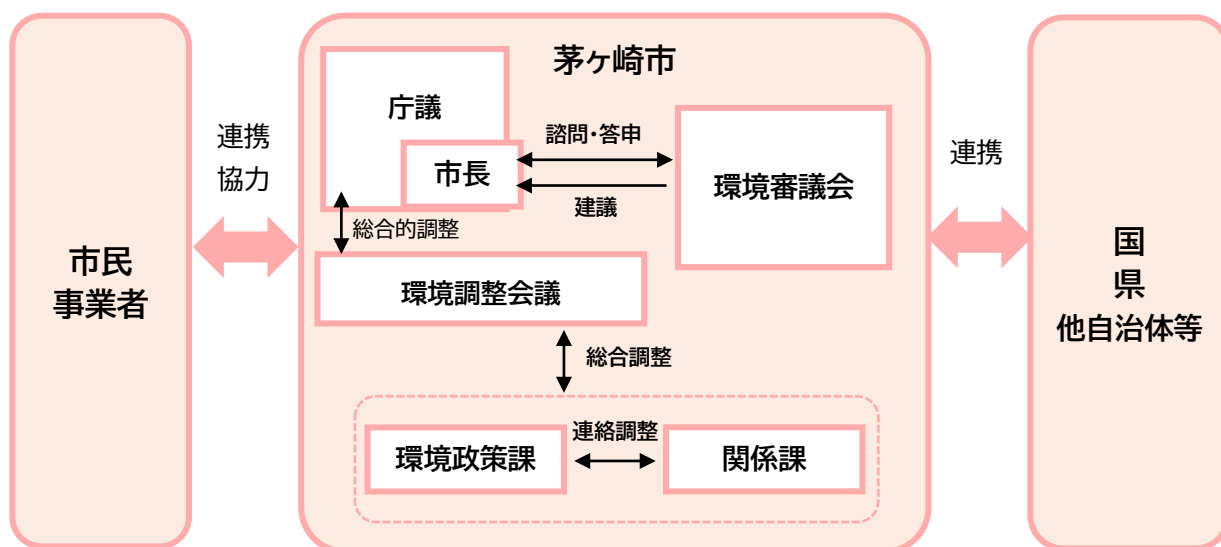 茅ヶ崎市
庁議
市長
諮問・答申
建議
環境審議会
連携
協力
総合的調整
環境調整会議
総合調整
環境政策課
連絡調整
関係課
市民
事業者
連携
国
県
他自治体等